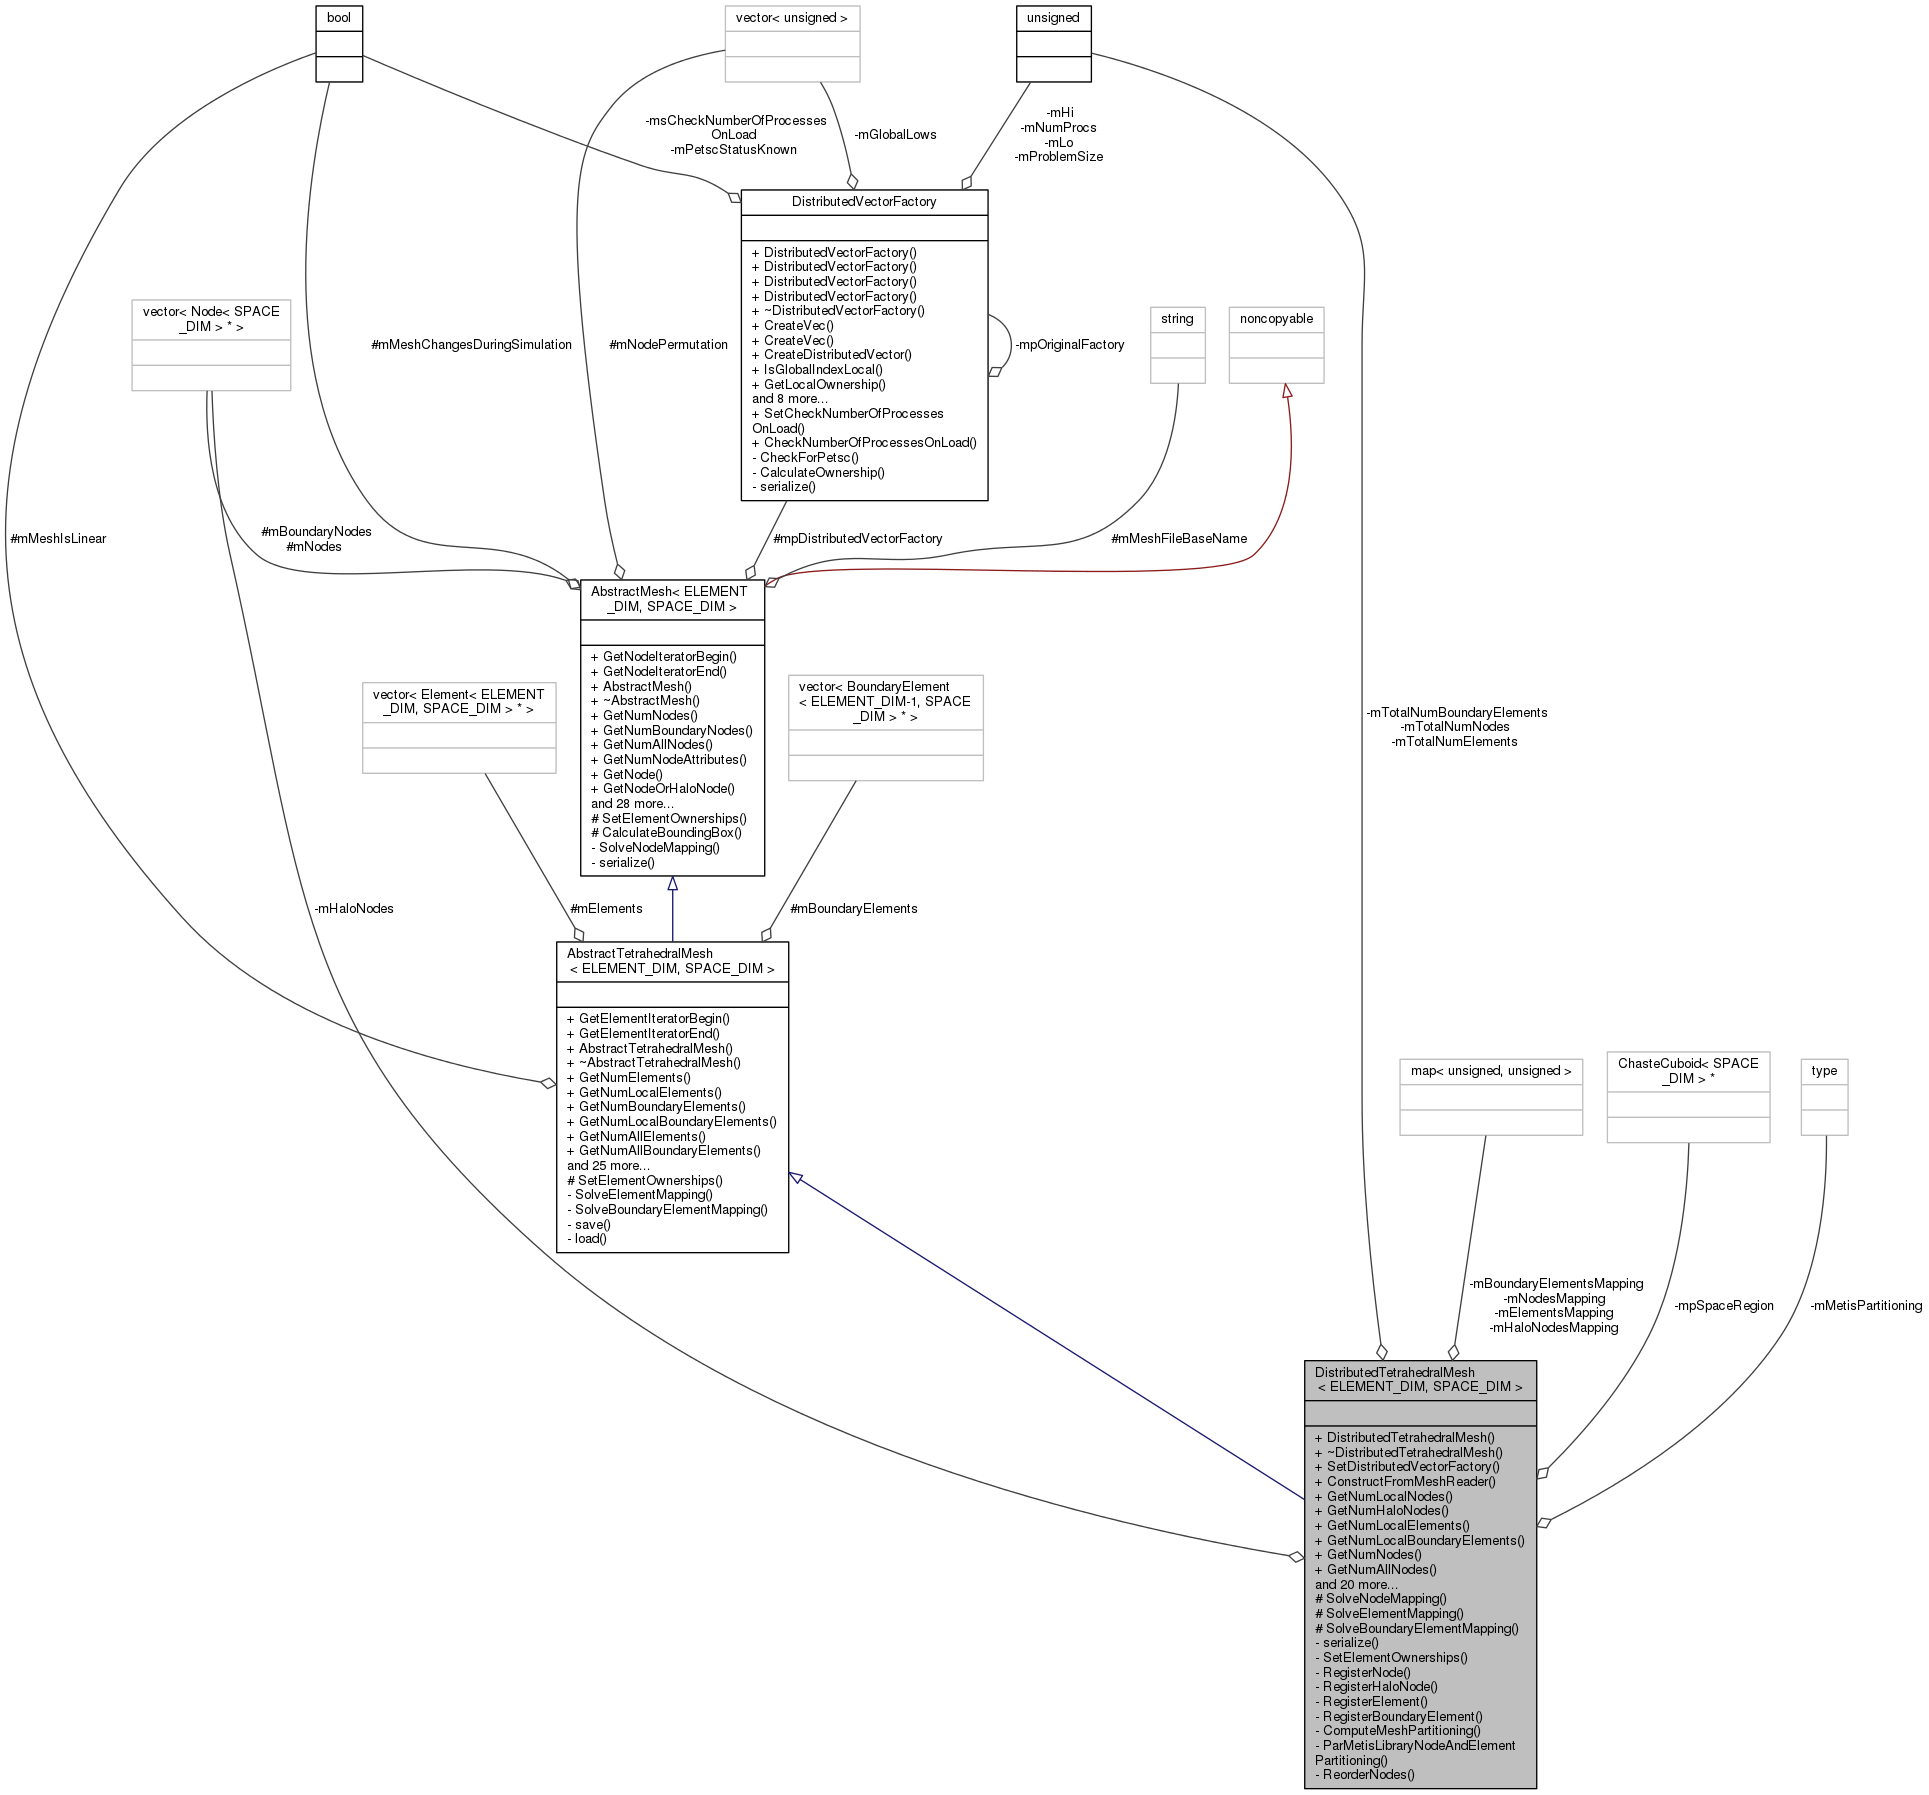 bool
vector< unsigned >
unsigned
-msCheckNumberOfProcesses
OnLoad
-mPetscStatusKnown
-mGlobalLows
-mHi
-mNumProcs
-mLo
-mProblemSize
DistributedVectorFactory
+ DistributedVectorFactory()
+ DistributedVectorFactory()
+ DistributedVectorFactory()
+ DistributedVectorFactory()
+ ~DistributedVectorFactory()
+ CreateVec()
+ CreateVec()
+ CreateDistributedVector()
+ IsGlobalIndexLocal()
+ GetLocalOwnership()
and 8 more...
+ SetCheckNumberOfProcesses
OnLoad()
+ CheckNumberOfProcessesOnLoad()
- CheckForPetsc()
- CalculateOwnership()
- serialize()
vector< Node< SPACE
_DIM > * >
#mMeshChangesDuringSimulation
#mNodePermutation
-mpOriginalFactory
string
noncopyable
#mMeshIsLinear
#mBoundaryNodes
#mNodes
#mpDistributedVectorFactory
#mMeshFileBaseName
AbstractMesh< ELEMENT
_DIM, SPACE_DIM >
+ GetNodeIteratorBegin()
+ GetNodeIteratorEnd()
+ AbstractMesh()
+ ~AbstractMesh()
+ GetNumNodes()
+ GetNumBoundaryNodes()
+ GetNumAllNodes()
+ GetNumNodeAttributes()
+ GetNode()
+ GetNodeOrHaloNode()
and 28 more...
# SetElementOwnerships()
# CalculateBoundingBox()
- SolveNodeMapping()
- serialize()
vector< Element< ELEMENT
_DIM, SPACE_DIM > * >
vector< BoundaryElement
< ELEMENT_DIM-1, SPACE
_DIM > * >
-mTotalNumBoundaryElements
-mTotalNumNodes
-mTotalNumElements
-mHaloNodes
#mElements
#mBoundaryElements
AbstractTetrahedralMesh
< ELEMENT_DIM, SPACE_DIM >
+ GetElementIteratorBegin()
+ GetElementIteratorEnd()
+ AbstractTetrahedralMesh()
+ ~AbstractTetrahedralMesh()
+ GetNumElements()
+ GetNumLocalElements()
+ GetNumBoundaryElements()
+ GetNumLocalBoundaryElements()
+ GetNumAllElements()
+ GetNumAllBoundaryElements()
and 25 more...
# SetElementOwnerships()
- SolveElementMapping()
- SolveBoundaryElementMapping()
- save()
- load()
map< unsigned, unsigned >
ChasteCuboid< SPACE
_DIM > *
type
-mBoundaryElementsMapping
-mNodesMapping
-mElementsMapping
-mHaloNodesMapping
-mpSpaceRegion
-mMetisPartitioning
DistributedTetrahedralMesh
< ELEMENT_DIM, SPACE_DIM >
+ DistributedTetrahedralMesh()
+ ~DistributedTetrahedralMesh()
+ SetDistributedVectorFactory()
+ ConstructFromMeshReader()
+ GetNumLocalNodes()
+ GetNumHaloNodes()
+ GetNumLocalElements()
+ GetNumLocalBoundaryElements()
+ GetNumNodes()
+ GetNumAllNodes()
and 20 more...
# SolveNodeMapping()
# SolveElementMapping()
# SolveBoundaryElementMapping()
- serialize()
- SetElementOwnerships()
- RegisterNode()
- RegisterHaloNode()
- RegisterElement()
- RegisterBoundaryElement()
- ComputeMeshPartitioning()
- ParMetisLibraryNodeAndElement
Partitioning()
- ReorderNodes()